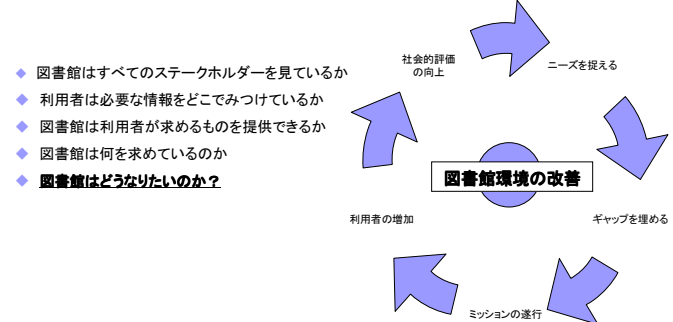 図書館はすべてのステークホルダーを見ているか
利用者は必要な情報をどこでみつけているか
図書館は利用者が求めるものを提供できるか
図書館は何を求めているのか
図書館はどうなりたいのか？
社会的評価
の向上
ニーズを捉える
図書館環境の改善
利用者の増加
ギャップを埋める
ミッションの遂行